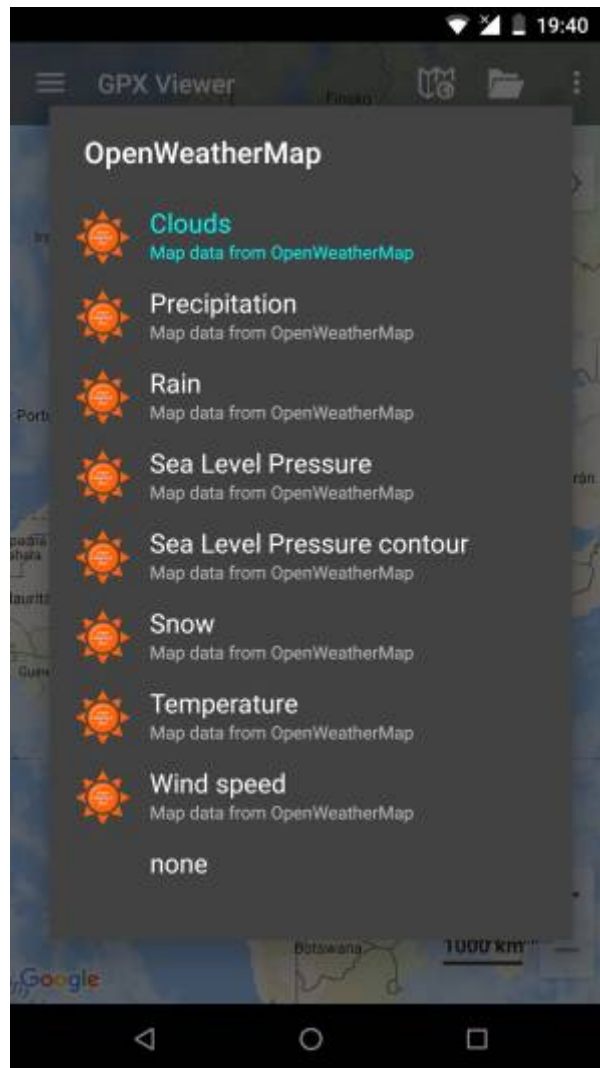 19:40
GPX Viewer
Finska
OpenWeatherMap
Clouds
Map data from OpenWeatherMap
Precipitation
Map data from OpenWeatherMap
Rain
Map data from OpenWeatherMap
Sea Level Pressure
Map data from OpenWeatherMap
Sea Level Pressure contour
Map data from OpenWeatherMap
Snow
Map data from OpenWeatherMap
Temperature
Map data from OpenWeatherMap
Wind speed
Map data from OpenWeatherMap
none
Botswana
1000 km
Google